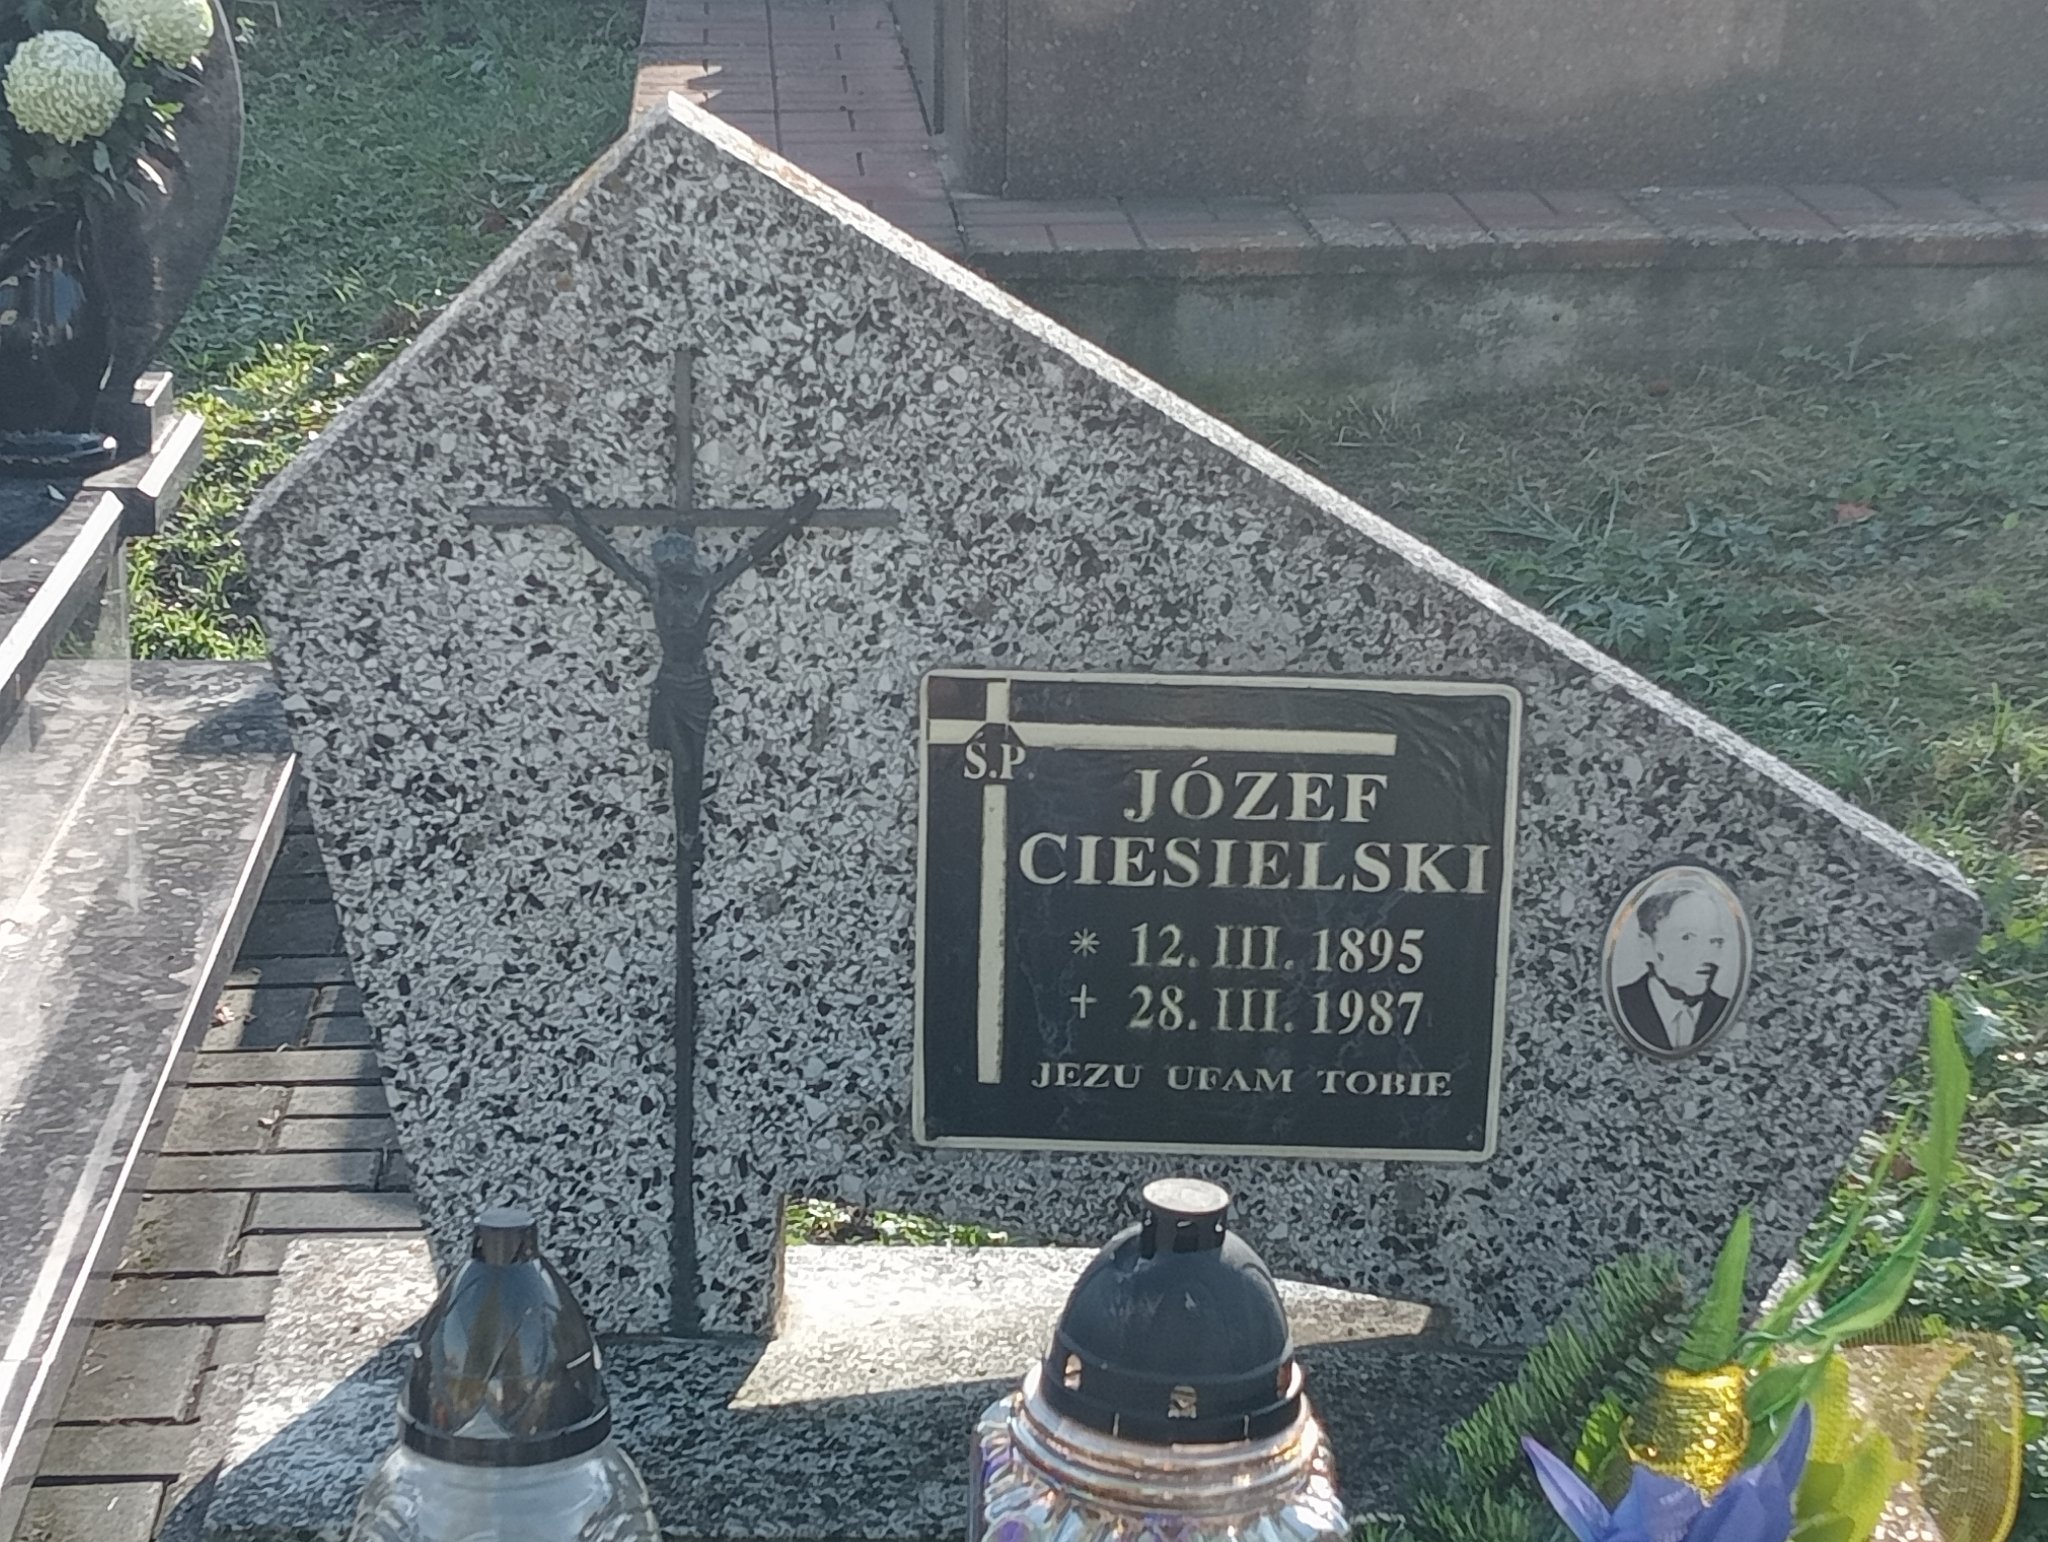 S.P.
JÓZEF
CIESIELSKI
* 12. III. 1895
+ 28. III. 1987
JEZU UFAM TOBIE